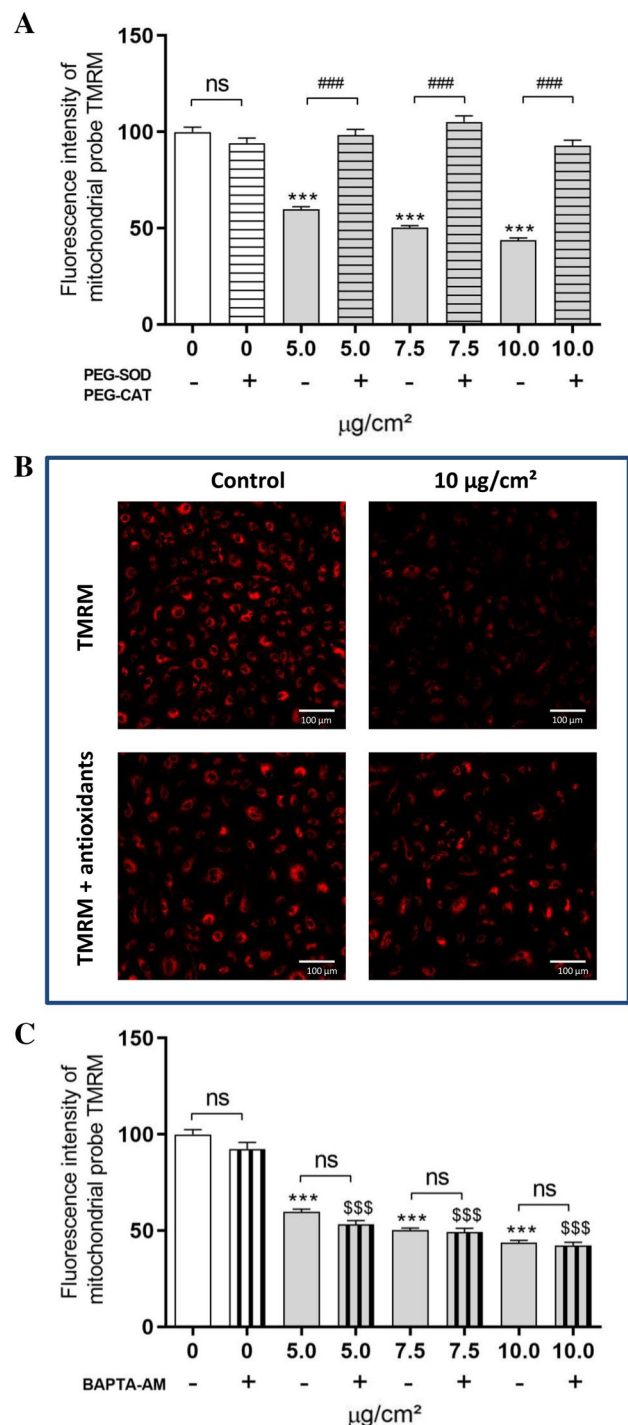 A
Fluorescence intensity of
mitochondrial probe TMRM
150
100
50
0
ns
###
###
###
***
***
***
0 0 5.0 5.0 7.5 7.5 10.0 10.0
PEG-SOD
PEG-CAT
- + - + - + - +
µg/cm²
B
Control 10 µg/cm²
TMRM
100 µm
100 µm
TMRM + antioxidants
100 µm
100 µm
C
Fluorescence intensity of
mitochondrial probe TMRM
150
100
50
0
ns
ns
ns
ns
*** $$$ *** $$$ *** $$$
0 0 5.0 5.0 7.5 7.5 10.0 10.0
BAPTA-AM - + - + - + - +
µg/cm²